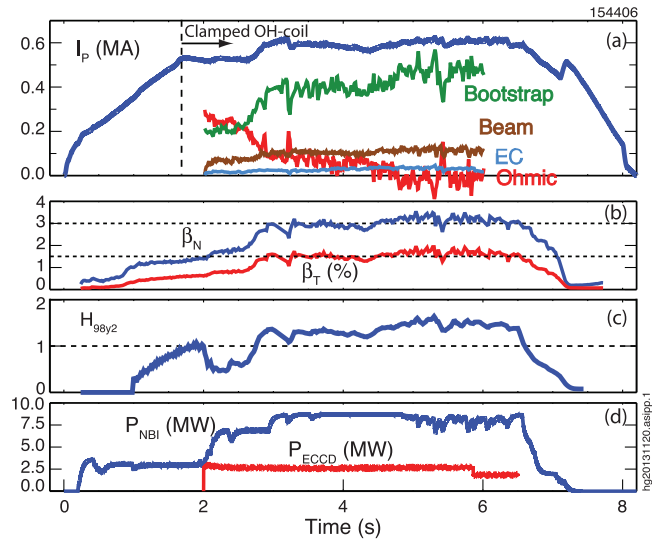 154406
Clamped OH-coil
(a)
I_P (MA)
0.6
0.4
0.2
0.0
Bootstrap
Beam
EC
Ohmic
(b)
4
3
2
1
0
β_N
β_T (%)
(c)
2
1
0
H_98y2
(d)
10.0
7.5
5.0
2.5
0.0
P_NBI (MW)
P_ECCD (MW)
0 2 4 6 8
Time (s)
hg20131120.asipp.1